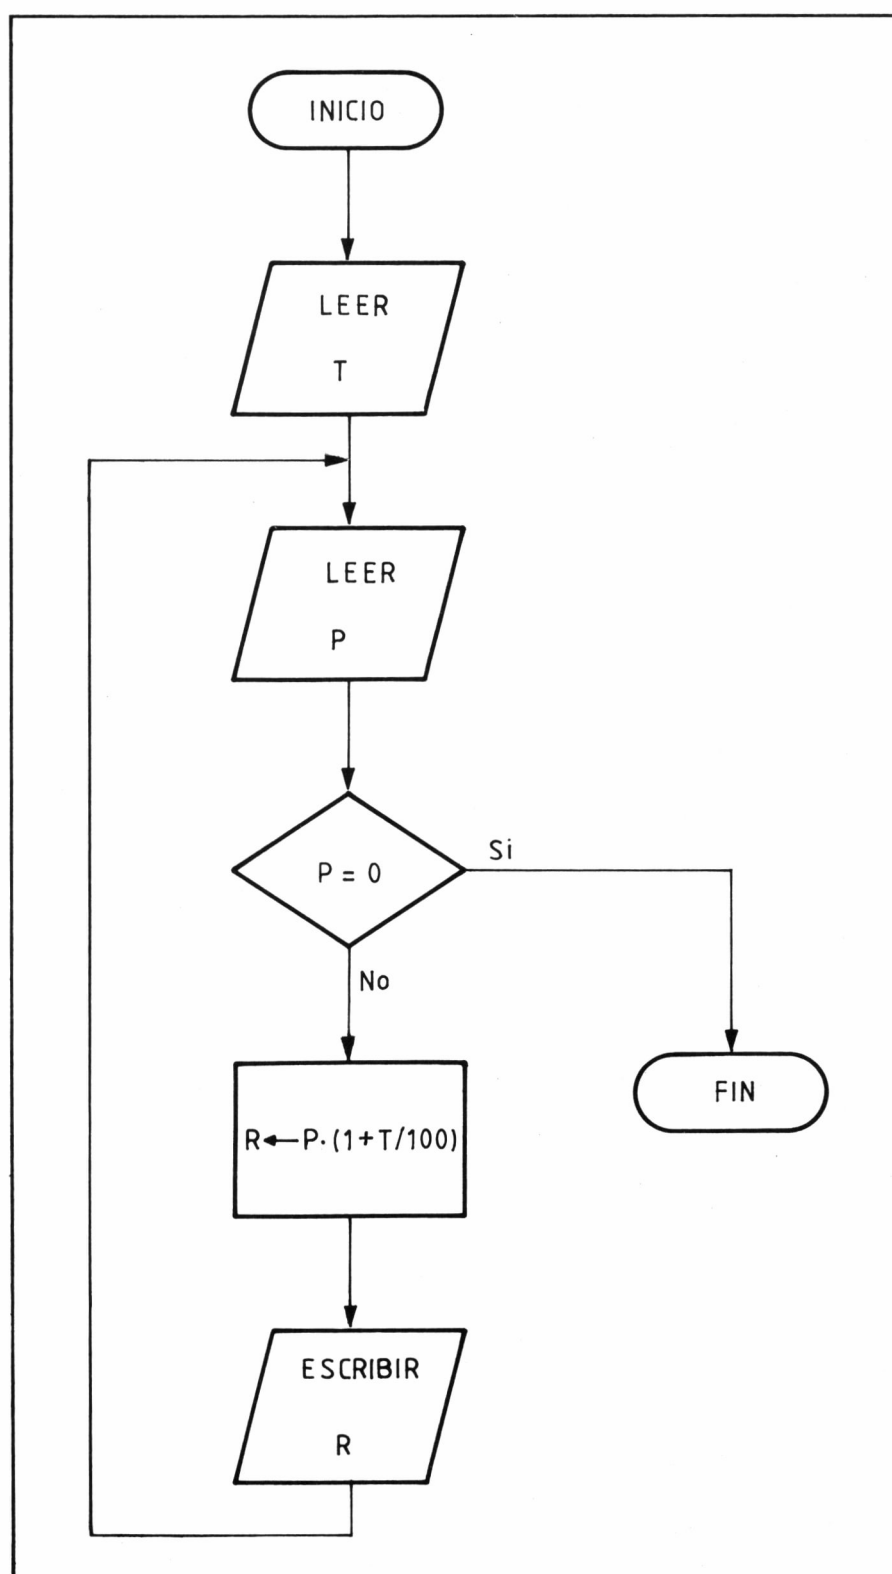 INICIO
LEER
T
LEER
P
P = 0
Si
No
R←P·(1+T/100)
FIN
ESCRIBIR
R